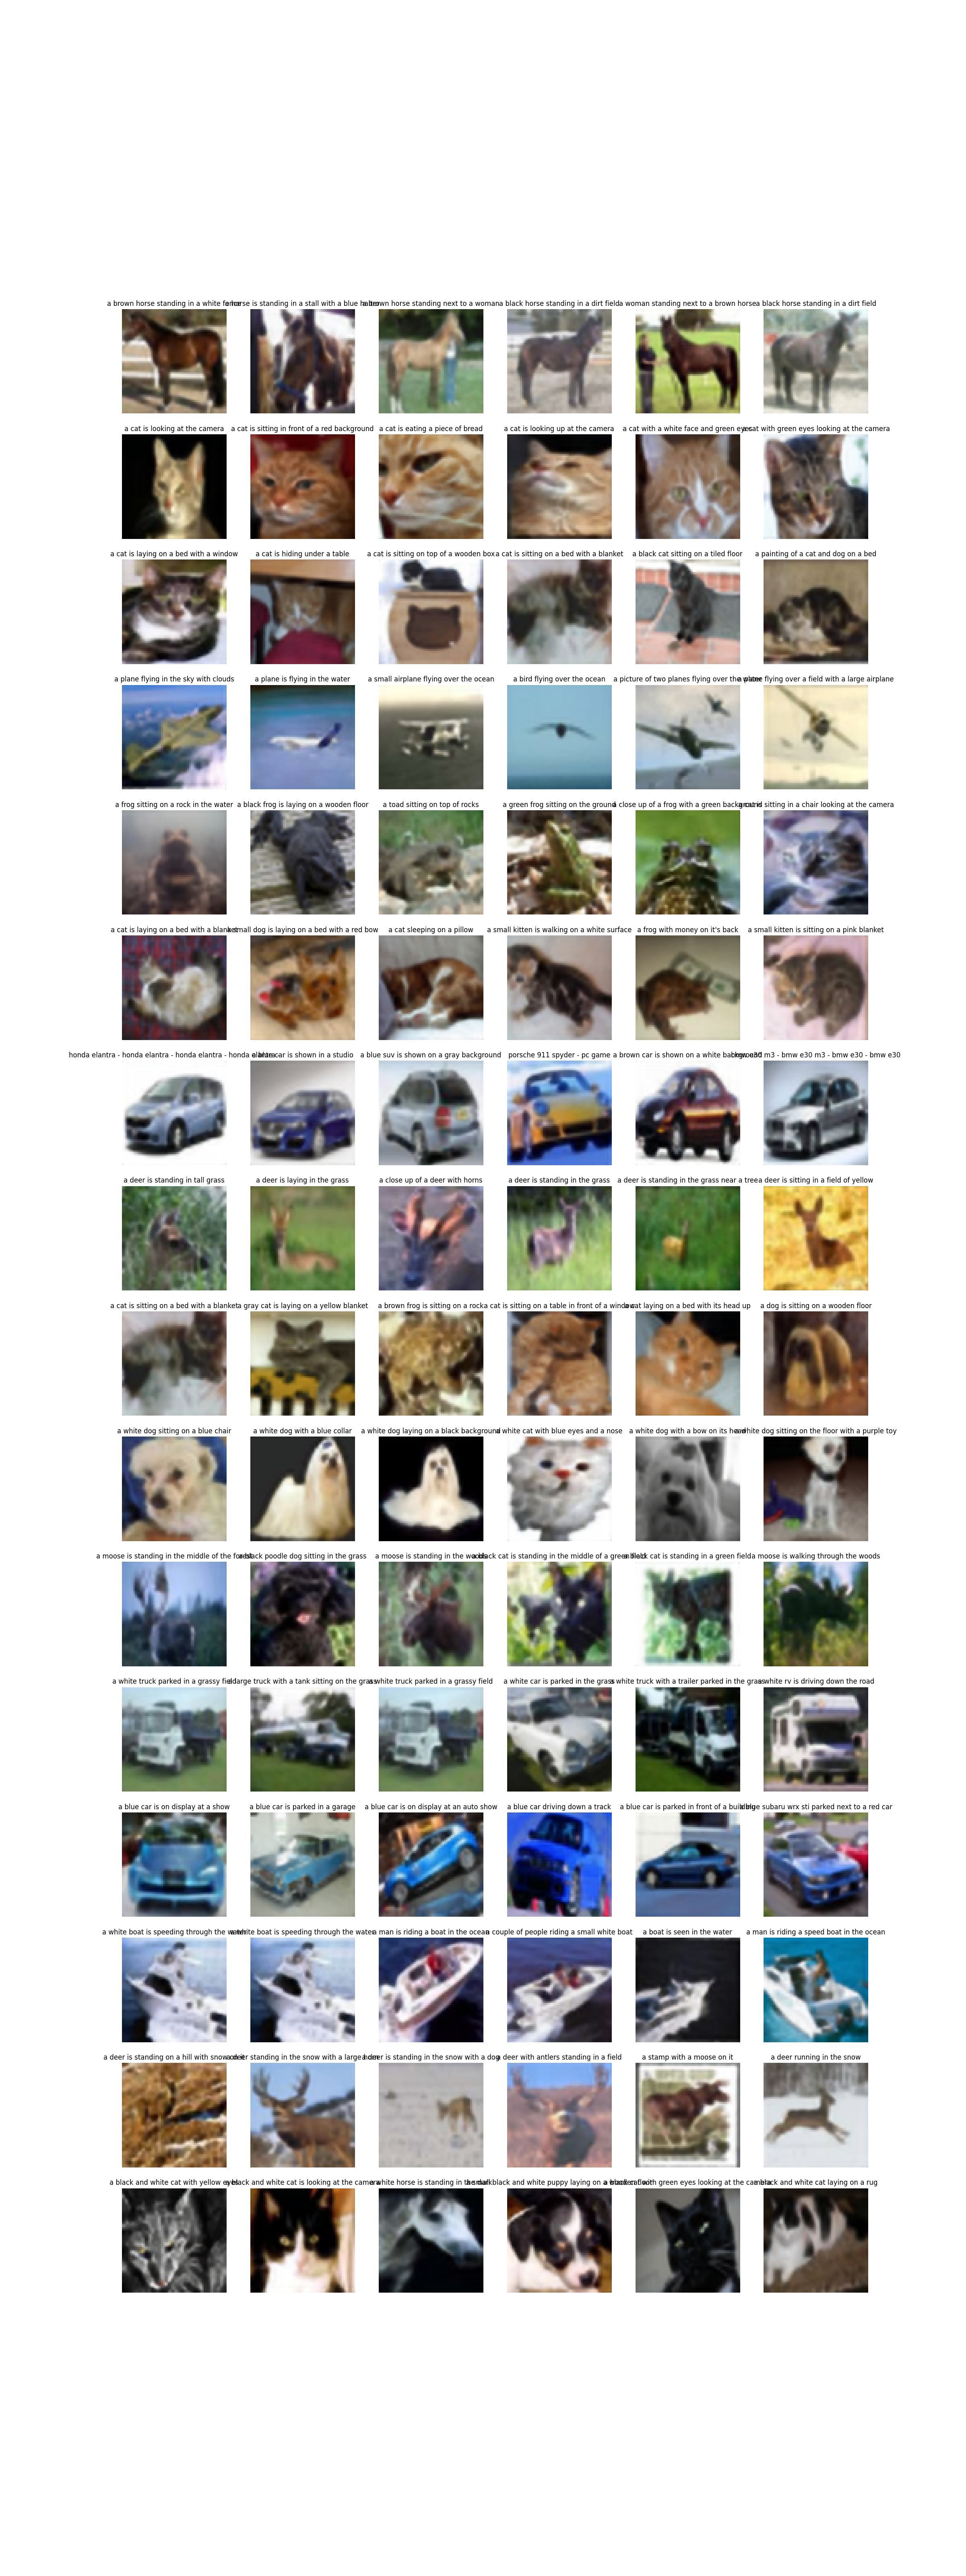 a brown horse standing in a white fence
a horse is standing in a stall with a blue halter
a brown horse standing next to a woman
a black horse standing in a dirt field
a woman standing next to a brown horse
a black horse standing in a dirt field
a cat is looking at the camera
a cat is sitting in front of a red background
a cat is eating a piece of bread
a cat is looking up at the camera
a cat with a white face and green eyes
a cat with green eyes looking at the camera
a cat is laying on a bed with a window
a cat is hiding under a table
a cat is sitting on top of a wooden box
a cat is sitting on a bed with a blanket
a black cat sitting on a tiled floor
a painting of a cat and dog on a bed
a plane flying in the sky with clouds
a plane is flying in the water
a small airplane flying over the ocean
a bird flying over the ocean
a picture of two planes flying over the water
a plane flying over a field with a large airplane
a frog sitting on a rock in the water
a black frog is laying on a wooden floor
a toad sitting on top of rocks
a green frog sitting on the ground
a close up of a frog with a green background
a cat is sitting in a chair looking at the camera
a cat is laying on a bed with a blanket
a small dog is laying on a bed with a red bow
a cat sleeping on a pillow
a small kitten is walking on a white surface
a frog with money on it's back
a small kitten is sitting on a pink blanket
honda elantra - honda elantra - honda elantra - honda elantra -
a blue car is shown in a studio
a blue suv is shown on a gray background
porsche 911 spyder - pc game
a brown car is shown on a white background
bmw e30 m3 - bmw e30 m3 - bmw e30 - bmw e30
a deer is standing in tall grass
a deer is laying in the grass
a close up of a deer with horns
a deer is standing in the grass
a deer is standing in the grass near a tree
a deer is sitting in a field of yellow
a cat is sitting on a bed with a blanket
a gray cat is laying on a yellow blanket
a brown frog is sitting on a rock
a cat is sitting on a table in front of a window
a cat laying on a bed with its head up
a dog is sitting on a wooden floor
a white dog sitting on a blue chair
a white dog with a blue collar
a white dog laying on a black background
a white cat with blue eyes and a nose
a white dog with a bow on its head
a white dog sitting on the floor with a purple toy
a moose is standing in the middle of the forest
a black poodle dog sitting in the grass
a moose is standing in the woods
a black cat is standing in the middle of a green field
a black cat is standing in a green field
a moose is walking through the woods
a white truck parked in a grassy field
a large truck with a tank sitting on the grass
a white truck parked in a grassy field
a white car is parked in the grass
a white truck with a trailer parked in the grass
a white rv is driving down the road
a blue car is on display at a show
a blue car is parked in a garage
a blue car is on display at an auto show
a blue car driving down a track
a blue car is parked in front of a building
a blue subaru wrx sti parked next to a red car
a white boat is speeding through the water
a white boat is speeding through the water
a man is riding a boat in the ocean
a couple of people riding a small white boat
a boat is seen in the water
a man is riding a speed boat in the ocean
a deer is standing on a hill with snow on it
a deer standing in the snow with a large horn
a deer is standing in the snow with a dog
a deer with antlers standing in a field
a stamp with a moose on it
a deer running in the snow
a black and white cat with yellow eyes
a black and white cat is looking at the camera
a white horse is standing in the dark
a small black and white puppy laying on a wooden floor
a black cat with green eyes looking at the camera
a black and white cat laying on a rug